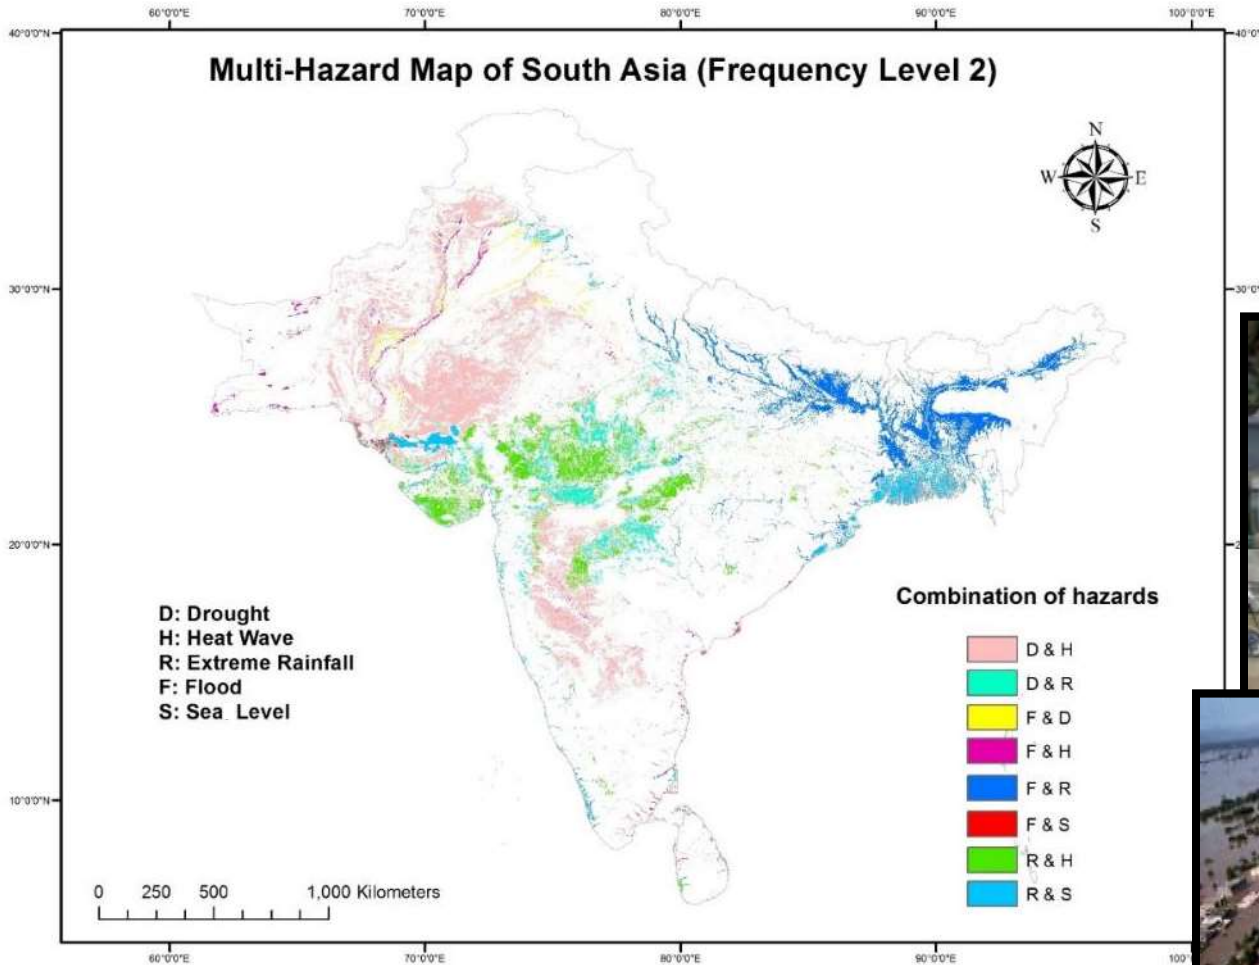 60°0'0"E 70°0'0"E 80°0'0"E 90°0'0"E 100°0'0"E
40°0'0"N
Multi-Hazard Map of South Asia (Frequency Level 2)
N
W E
S
30°0'0"N
20°0'0"N
D: Drought
H: Heat Wave
R: Extreme Rainfall
F: Flood
S: Sea Level
Combination of hazards
D & H
D & R
F & D
F & H
F & R
F & S
R & H
R & S
10°0'0"N
0 250 500 1,000 Kilometers
60°0'0"E 70°0'0"E 80°0'0"E 90°0'0"E